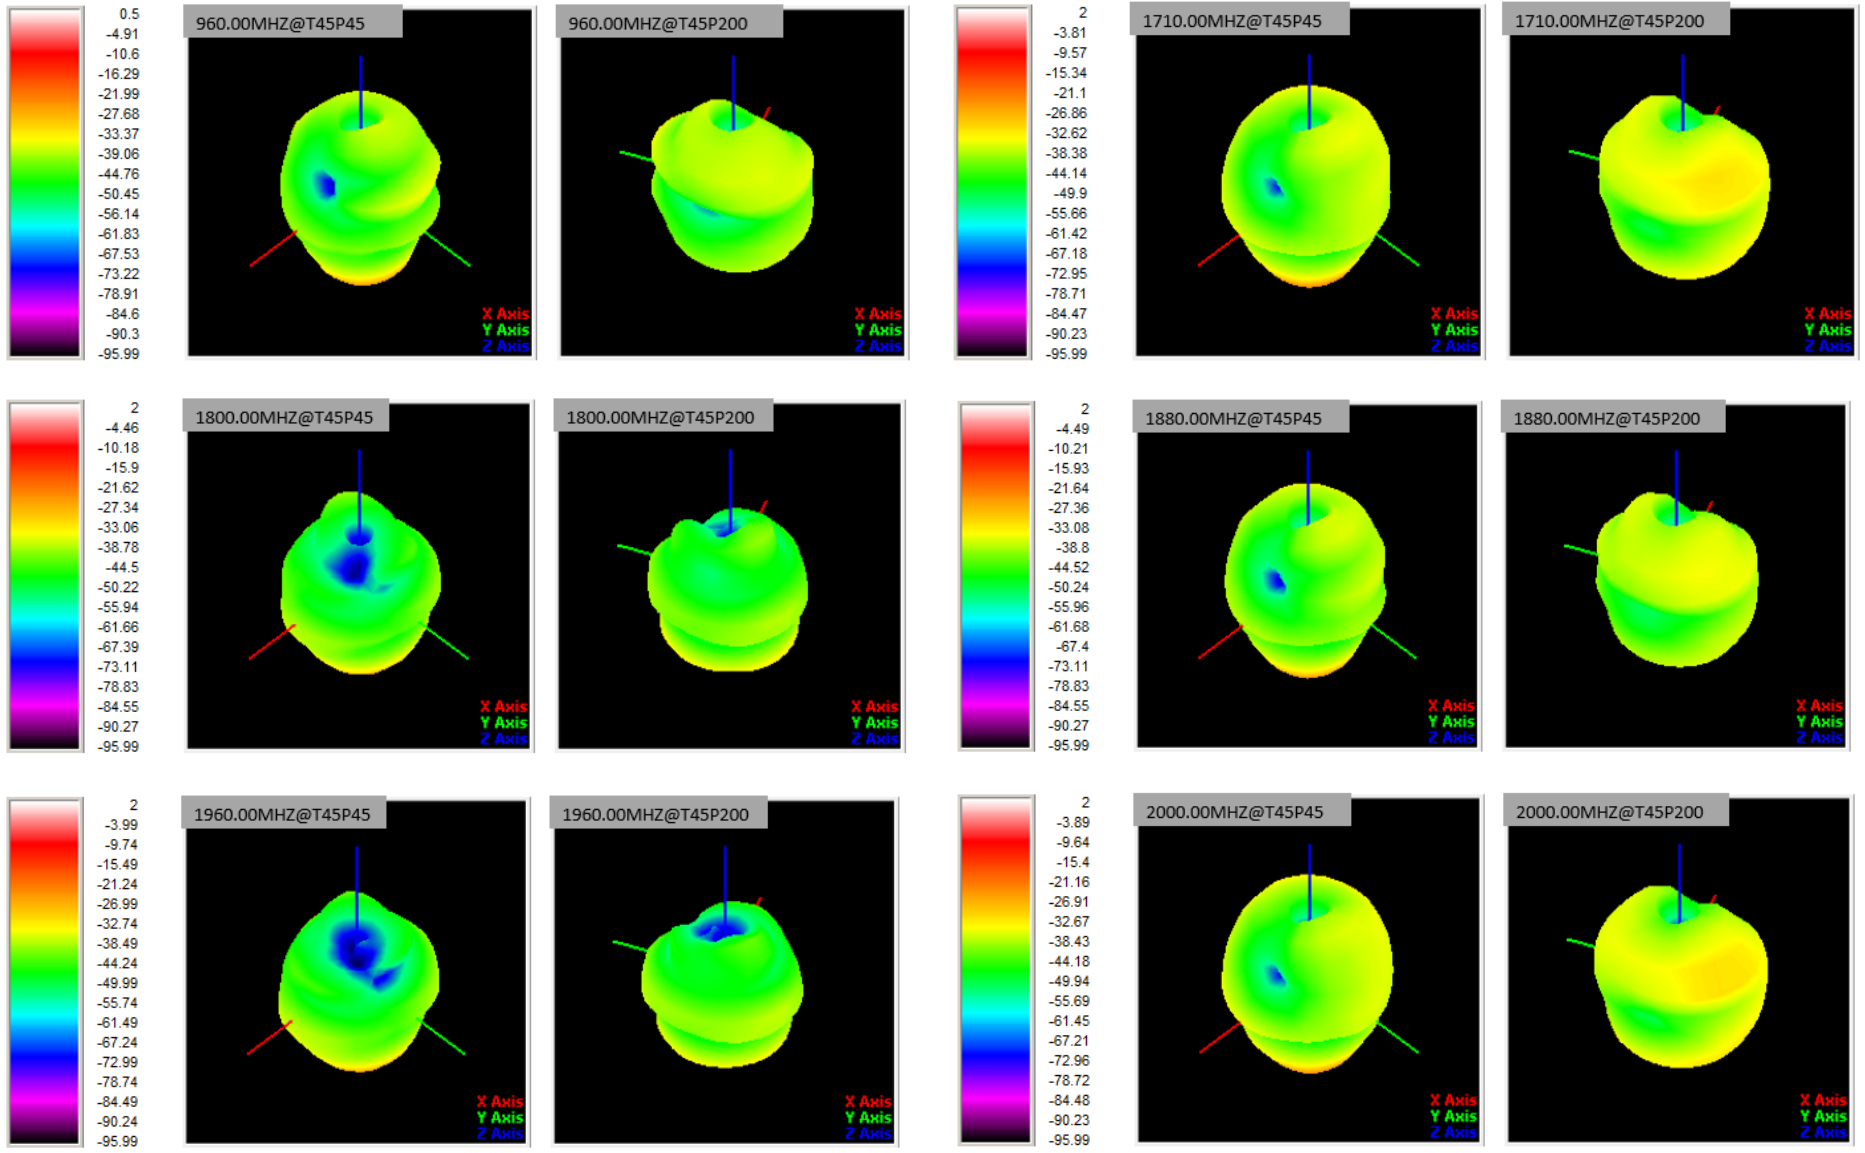 0.5
-4.91
-10.6
-16.29
-21.99
-27.68
-33.37
-39.06
-44.76
-50.45
-56.14
-61.83
-67.53
-73.22
-78.91
-84.6
-90.3
-95.99
960.00MHZ@T45P45
X Axis
Y Axis
Z Axis
960.00MHZ@T45P200
X Axis
Y Axis
Z Axis
2
-3.81
-9.57
-15.34
-21.1
-26.86
-32.62
-38.38
-44.14
-49.9
-55.66
-61.42
-67.18
-72.95
-78.71
-84.47
-90.23
-95.99
1710.00MHZ@T45P45
X Axis
Y Axis
Z Axis
1710.00MHZ@T45P200
X Axis
Y Axis
Z Axis
2
-4.46
-10.18
-15.9
-21.62
-27.34
-33.06
-38.78
-44.5
-50.22
-55.94
-61.66
-67.39
-73.11
-78.83
-84.55
-90.27
-95.99
1800.00MHZ@T45P45
X Axis
Y Axis
Z Axis
1800.00MHZ@T45P200
X Axis
Y Axis
Z Axis
2
-4.49
-10.21
-15.93
-21.64
-27.36
-33.08
-38.8
-44.52
-50.24
-55.96
-61.68
-67.4
-73.11
-78.83
-84.55
-90.27
-95.99
1880.00MHZ@T45P45
X Axis
Y Axis
Z Axis
1880.00MHZ@T45P200
X Axis
Y Axis
Z Axis
2
-3.99
-9.74
-15.49
-21.24
-26.99
-32.74
-38.49
-44.24
-49.99
-55.74
-61.49
-67.24
-72.99
-78.74
-84.49
-90.24
-95.99
1960.00MHZ@T45P45
X Axis
Y Axis
Z Axis
1960.00MHZ@T45P200
X Axis
Y Axis
Z Axis
2
-3.89
-9.64
-15.4
-21.16
-26.91
-32.67
-38.43
-44.18
-49.94
-55.69
-61.45
-67.21
-72.96
-78.72
-84.48
-90.23
-95.99
2000.00MHZ@T45P45
X Axis
Y Axis
Z Axis
2000.00MHZ@T45P200
X Axis
Y Axis
Z Axis